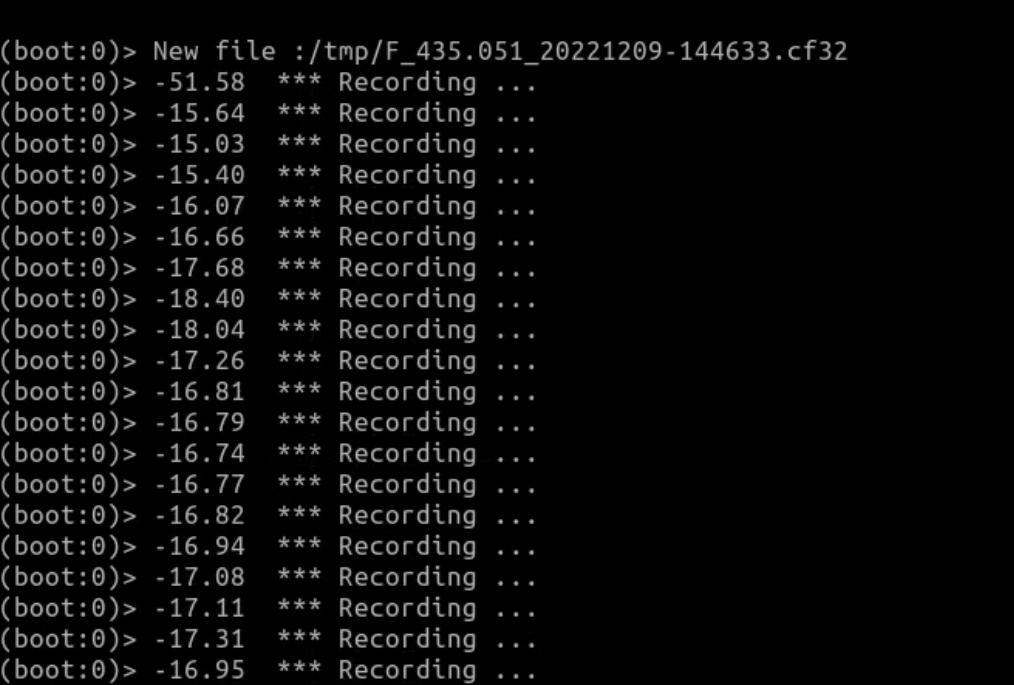 (boot:0)> New file :/tmp/F_435.051_20221209-144633.cf32
(boot:0)> -51.58  *** Recording ...
(boot:0)> -15.64  *** Recording ...
(boot:0)> -15.03  *** Recording ...
(boot:0)> -15.40  *** Recording ...
(boot:0)> -16.07  *** Recording ...
(boot:0)> -16.66  *** Recording ...
(boot:0)> -17.68  *** Recording ...
(boot:0)> -18.40  *** Recording ...
(boot:0)> -18.04  *** Recording ...
(boot:0)> -17.26  *** Recording ...
(boot:0)> -16.81  *** Recording ...
(boot:0)> -16.79  *** Recording ...
(boot:0)> -16.74  *** Recording ...
(boot:0)> -16.77  *** Recording ...
(boot:0)> -16.82  *** Recording ...
(boot:0)> -16.94  *** Recording ...
(boot:0)> -17.08  *** Recording ...
(boot:0)> -17.11  *** Recording ...
(boot:0)> -17.31  *** Recording ...
(boot:0)> -16.95  *** Recording ...